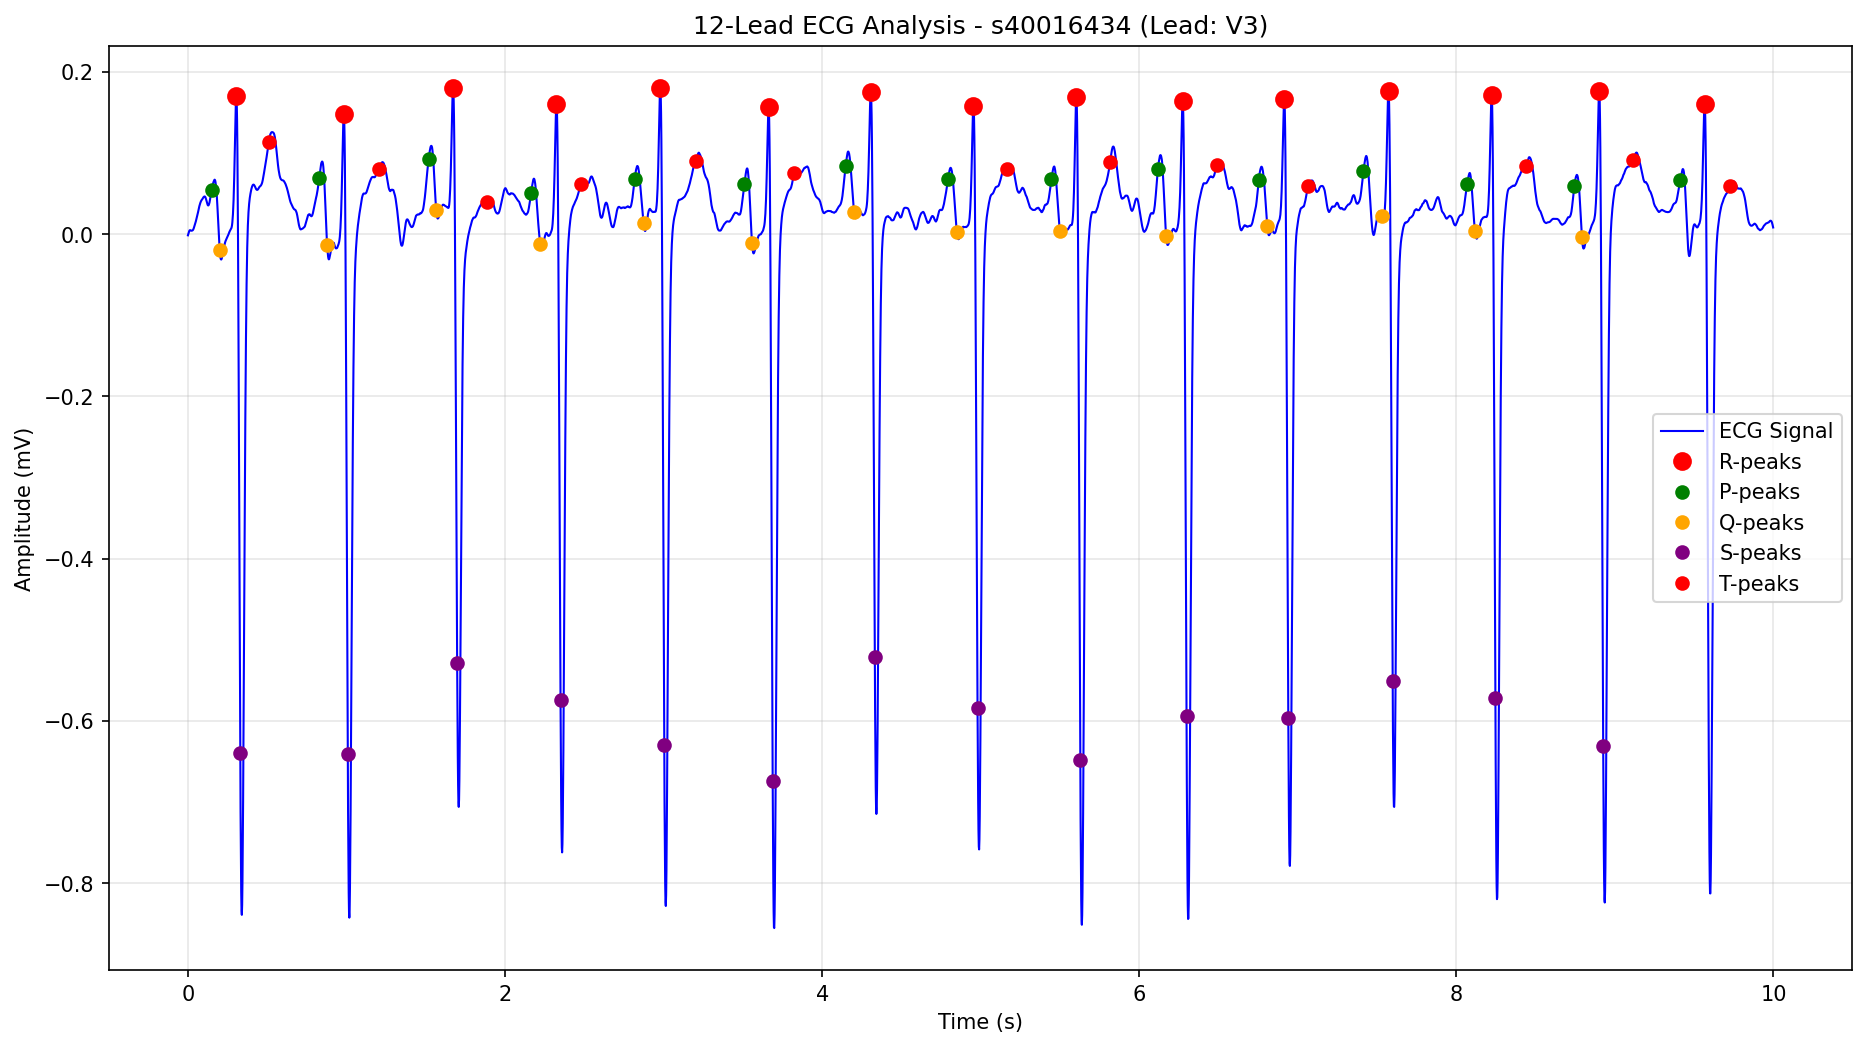 12-Lead ECG Analysis - s40016434 (Lead: V3)
0.2
0.0
−0.2
−0.4
−0.6
−0.8
Amplitude (mV)
ECG Signal
R-peaks
P-peaks
Q-peaks
S-peaks
T-peaks
0
2
4
6
8
10
Time (s)